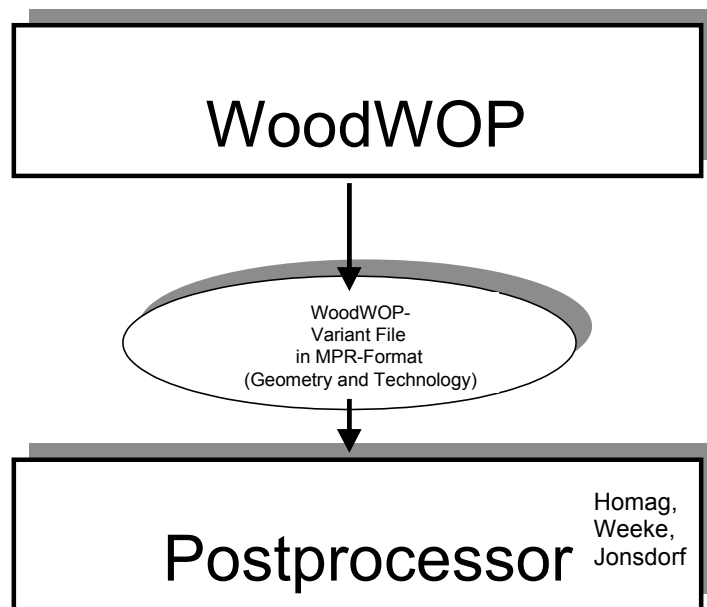 WoodWOP
WoodWOP-
Variant File
in MPR-Format
(Geometry and Technology)
Homag,
Weeke,
Jonsdorf
Postprocessor